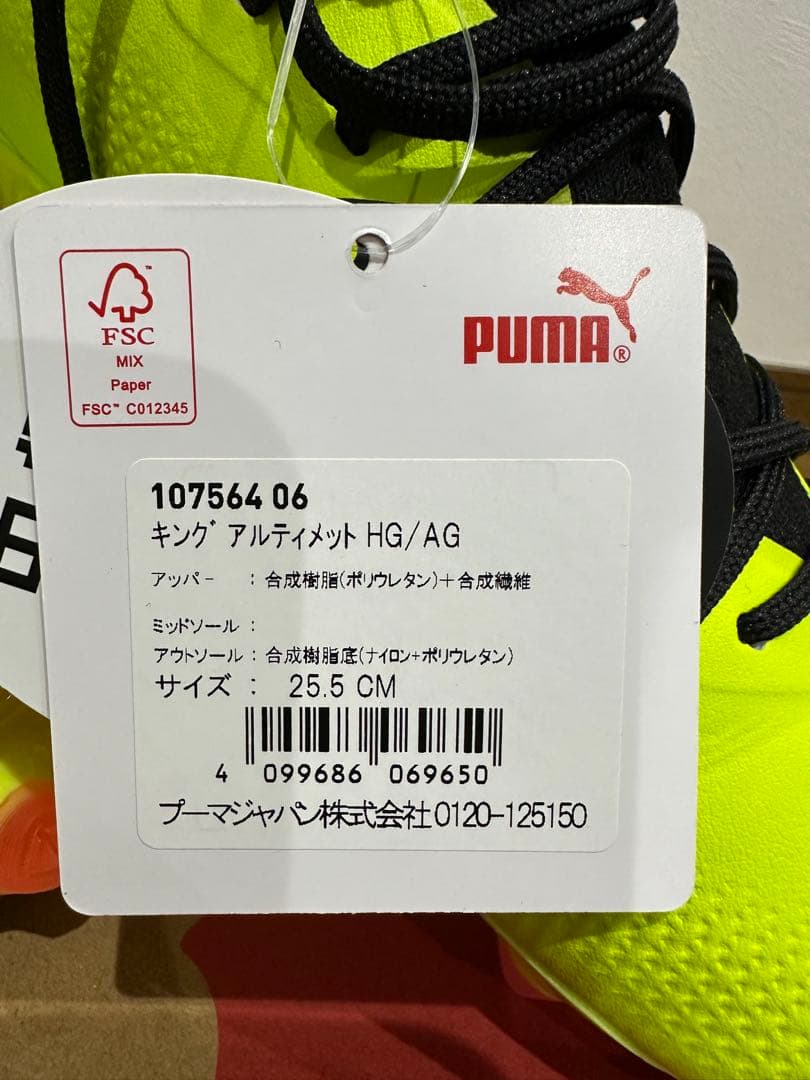 FSC
MIX
Paper
FSC™ C012345
PUMA®
107564 06
キング アルティメット HG/AG
アッパー : 合成樹脂(ポリウレタン)+合成繊維
ミッドソール :
アウトソール : 合成樹脂底(ナイロン+ポリウレタン)
サイズ : 25.5 CM
4 099686 069650
プーマジャパン株式会社0120-125150